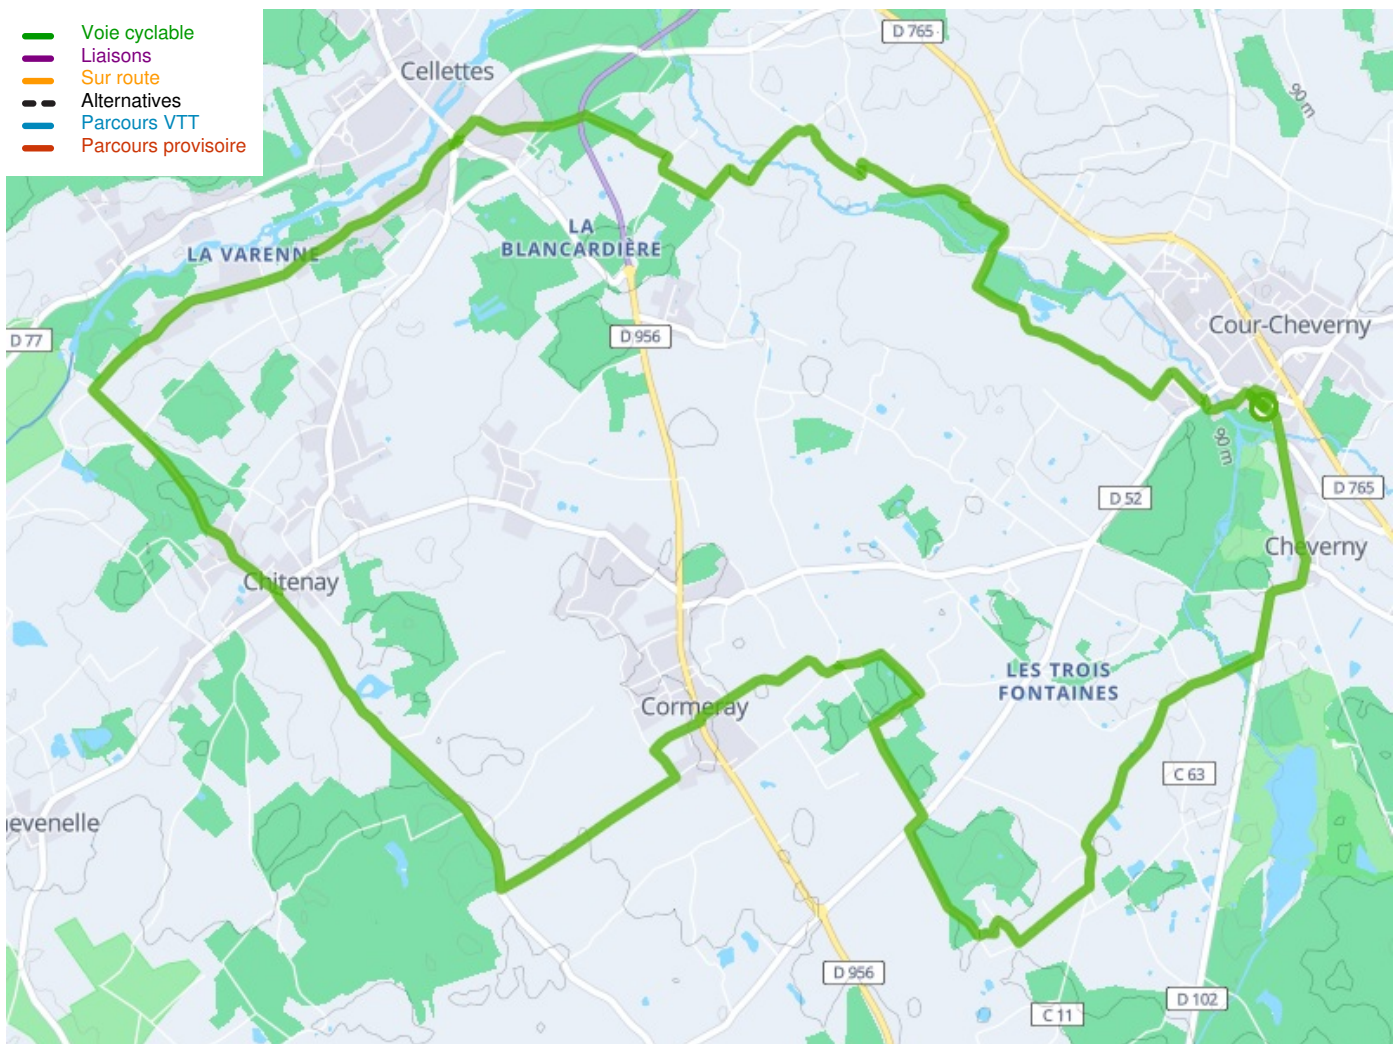 Voie cyclable
Liaisons
Sur route
Alternatives
Parcours VTT
Parcours provisoire
D 765
Cellettes
90 m
LA VARENNE
LA
BLANCARDIÈRE
D 77
D 956
Cour-Cheverny
90 m
D 52
D 765
Cheverny
Chitenay
LES TROIS
FONTAINES
Cormeray
C 63
evenelle
D 956
D 102
C 11